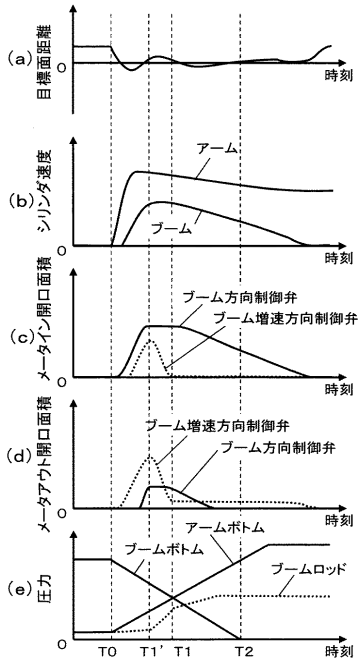 (a)
目標面距離
O
時刻
(b)
シリンダ速度
アーム
ブーム
O
時刻
(c)
メータイン開口面積
ブーム方向制御弁
ブーム増速方向制御弁
O
時刻
(d)
メータアウト開口面積
ブーム増速方向制御弁
ブーム方向制御弁
O
時刻
(e)
圧力
アームボトム
ブームボトム
ブームロッド
O
T0 T1' T1 T2
時刻